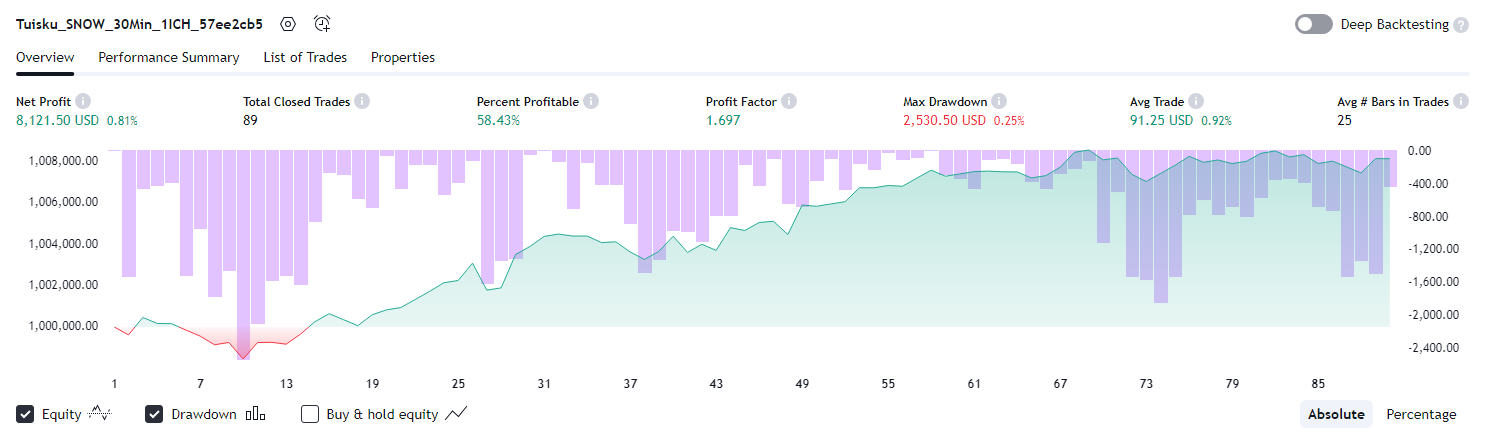 Tuisku_SNOW_30Min_1ICH_57ee2cb5
Deep Backtesting ?
Overview Performance Summary List of Trades Properties
Net Profit i Total Closed Trades i Percent Profitable i Profit Factor i Max Drawdown i Avg Trade i Avg # Bars in Trades i
8,121.50 USD 0.81% 89 58.43% 1.697 2,530.50 USD 0.25% 91.25 USD 0.92% 25
1,008,000.00 0.00
1,006,000.00 -400.00
1,004,000.00 -800.00
1,002,000.00 -1,200.00
1,000,000.00 -1,600.00
-2,000.00
-2,400.00
1 7 13 19 25 31 37 43 49 55 61 67 73 79 85
Equity Drawdown Buy & hold equity Absolute Percentage